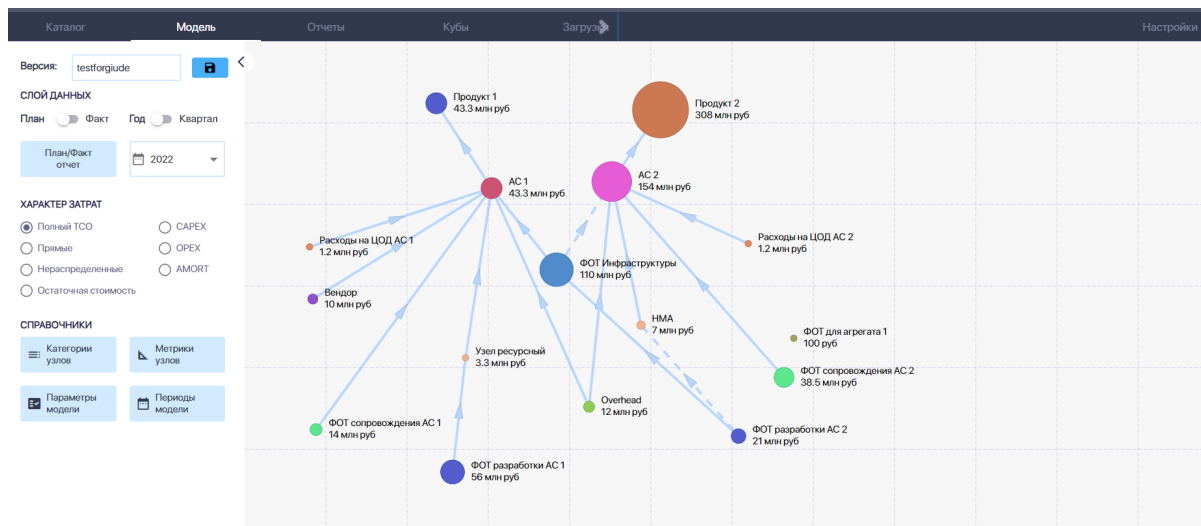 Каталог
Модель
Отчеты
Кубы
Загрузка
Настройки
Версия:
testforgiude
СЛОЙ ДАННЫХ
План
Факт
Год
Квартал
План/Факт
отчет
2022
ХАРАКТЕР ЗАТРАТ
Полный TCO
CAPEX
Прямые
OPEX
Нераспределенные
AMORT
Остаточная стоимость
СПРАВОЧНИКИ
Категории
узлов
Метрики
узлов
Параметры
модели
Периоды
модели
Продукт 1
43.3 млн руб
Продукт 2
308 млн руб
АС 1
43.3 млн руб
АС 2
154 млн руб
Расходы на ЦОД АС 1
1.2 млн руб
Расходы на ЦОД АС 2
1.2 млн руб
ФОТ Инфраструктуры
110 млн руб
Вендор
10 млн руб
НМА
7 млн руб
ФОТ для агрегата 1
100 руб
Узел ресурсный
3.3 млн руб
ФОТ сопровождения АС 2
38.5 млн руб
Overhead
12 млн руб
ФОТ сопровождения АС 1
14 млн руб
ФОТ разработки АС 2
21 млн руб
ФОТ разработки АС 1
56 млн руб